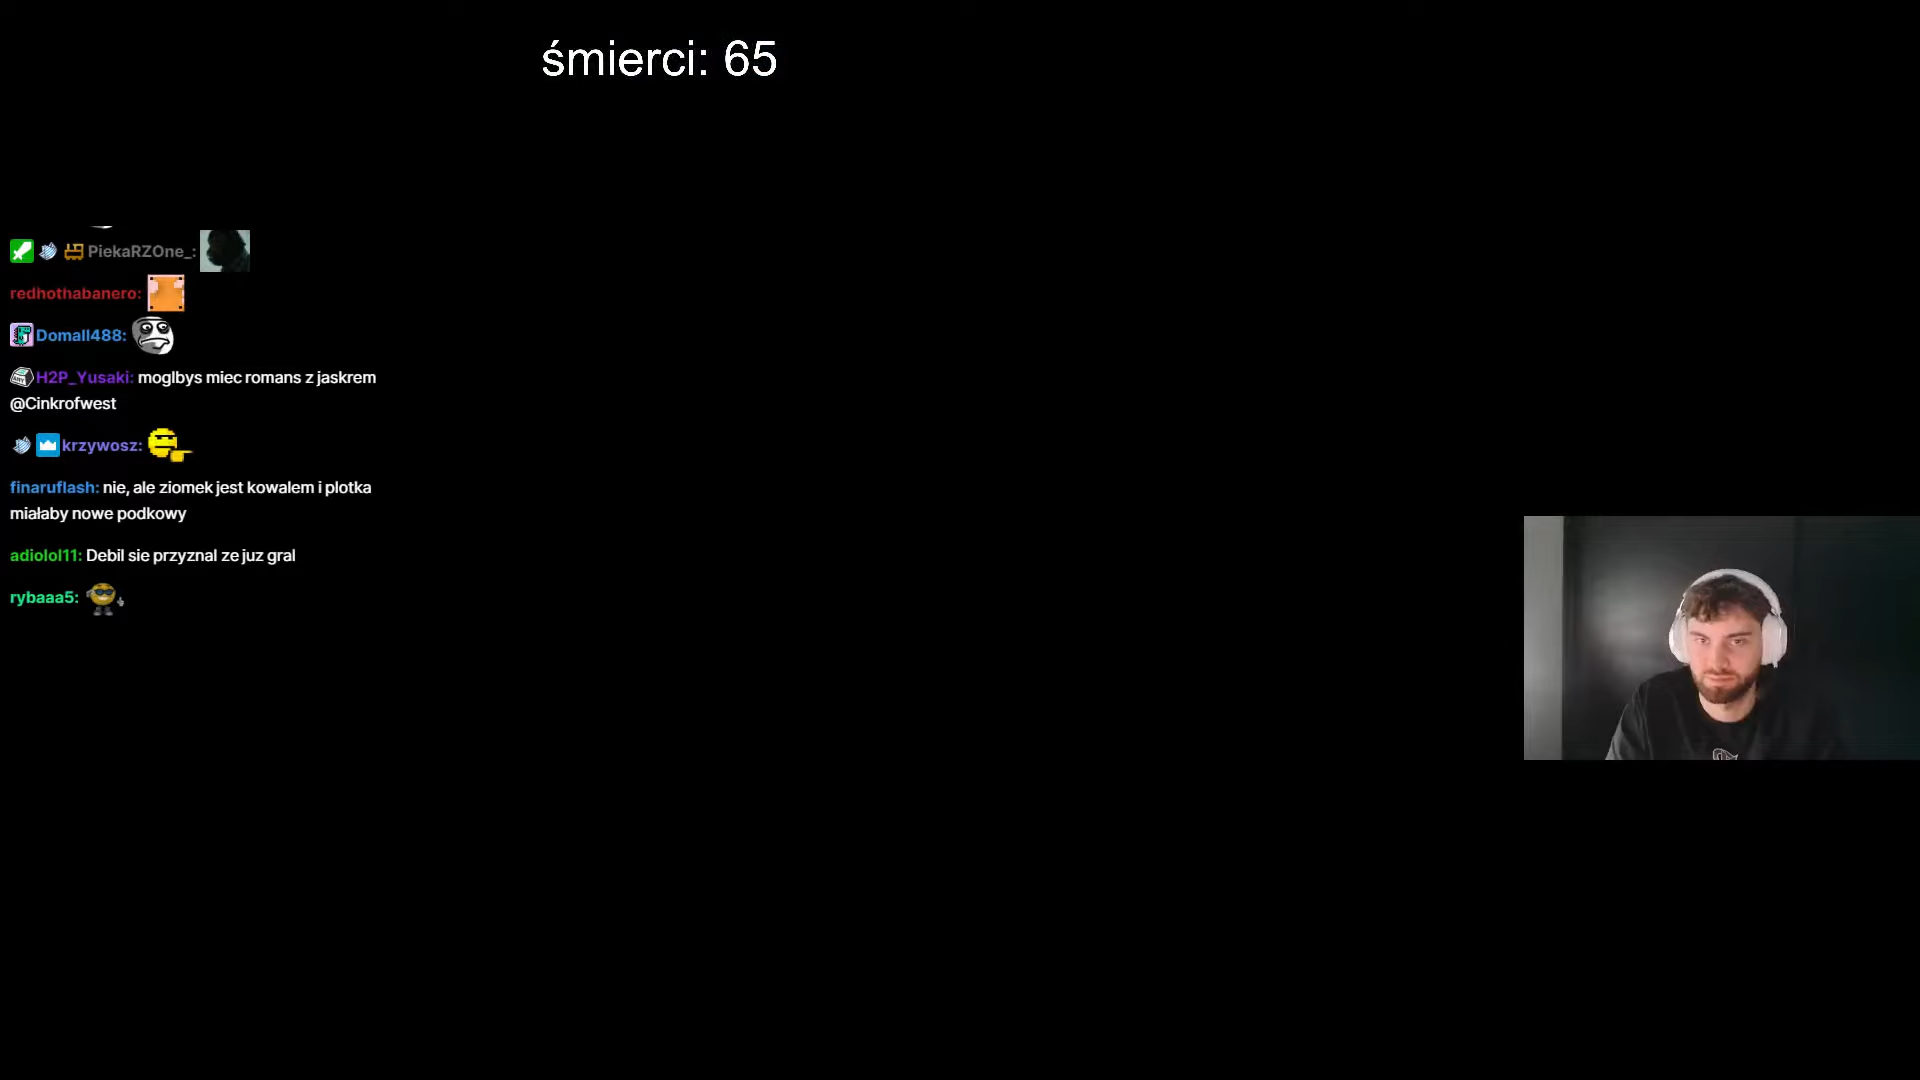 śmierci: 65
PiekaRZOne_:
redhothabanero:
Domall488:
H2P_Yusaki: moglbys miec romans z jaskrem
@Cinkrofwest
krzywosz:
finaruflash: nie, ale ziomek jest kowalem i plotka
miałaby nowe podkowy
adiolol11: Debil sie przyznal ze juz gral
rybaaa5: